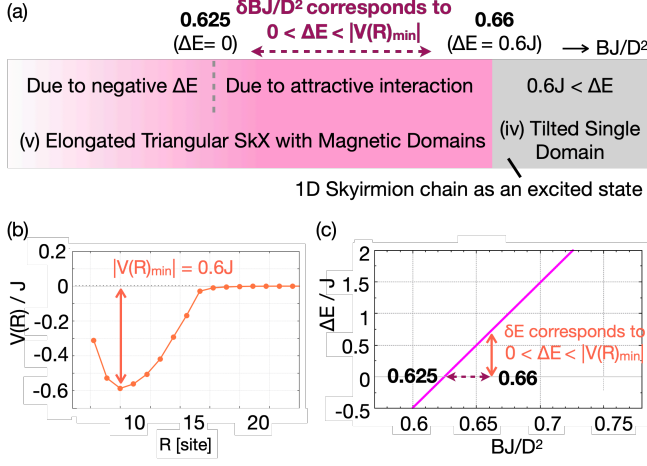 (a)
0.625
(ΔE= 0)
δBJ/D² corresponds to
0 < ΔE < |V(R)min|
0.66
(ΔE = 0.6J)
BJ/D²
Due to negative ΔE
Due to attractive interaction
0.6J < ΔE
(v) Elongated Triangular SkX with Magnetic Domains
(iv) Tilted Single
Domain
1D Skyirmion chain as an excited state
(b)
0.2
0
-0.2
-0.4
-0.6
V(R) / J
|V(R)min| = 0.6J
10
15
20
R [site]
(c)
2
1.5
1
0.5
0
-0.5
ΔE / J
δE corresponds to
0 < ΔE < |V(R)min|
0.625
0.66
0.6
0.65
0.7
0.75
BJ/D²